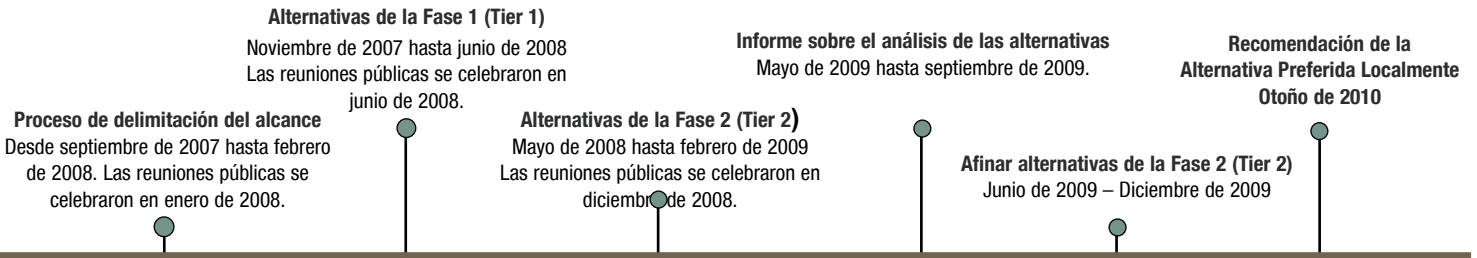 Proceso de delimitación del alcance
Desde septiembre de 2007 hasta febrero
de 2008. Las reuniones públicas se
celebraron en enero de 2008.
Alternativas de la Fase 1 (Tier 1)
Noviembre de 2007 hasta junio de 2008
Las reuniones públicas se celebraron en
junio de 2008.
Alternativas de la Fase 2 (Tier 2)
Mayo de 2008 hasta febrero de 2009
Las reuniones públicas se celebraron en
diciembre de 2008.
Informe sobre el análisis de las alternativas
Mayo de 2009 hasta septiembre de 2009.
Afinar alternativas de la Fase 2 (Tier 2)
Junio de 2009 – Diciembre de 2009
Recomendación de la
Alternativa Preferida Localmente
Otoño de 2010